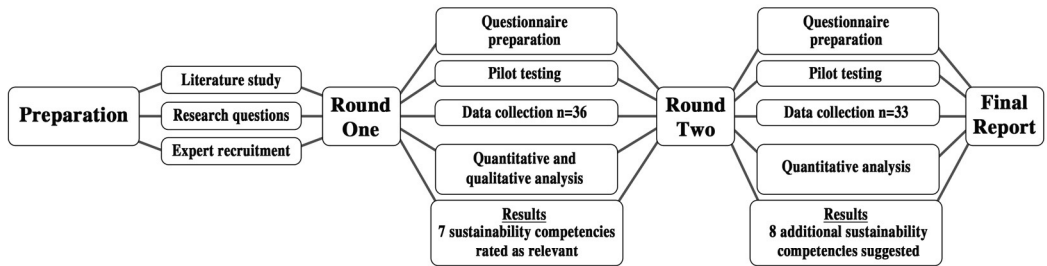 Preparation
Literature study
Research questions
Expert recruitment
Round
One
Questionnaire
preparation
Pilot testing
Data collection n=36
Quantitative and
qualitative analysis
Results
7 sustainability competencies
rated as relevant
Round
Two
Questionnaire
preparation
Pilot testing
Data collection n=33
Quantitative analysis
Results
8 additional sustainability
competencies suggested
Final
Report